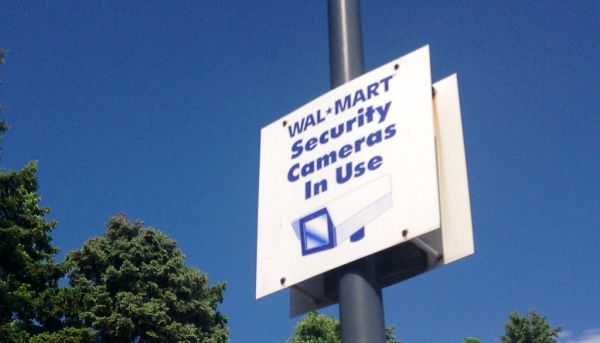 WAL★MART
Security
Cameras
In Use